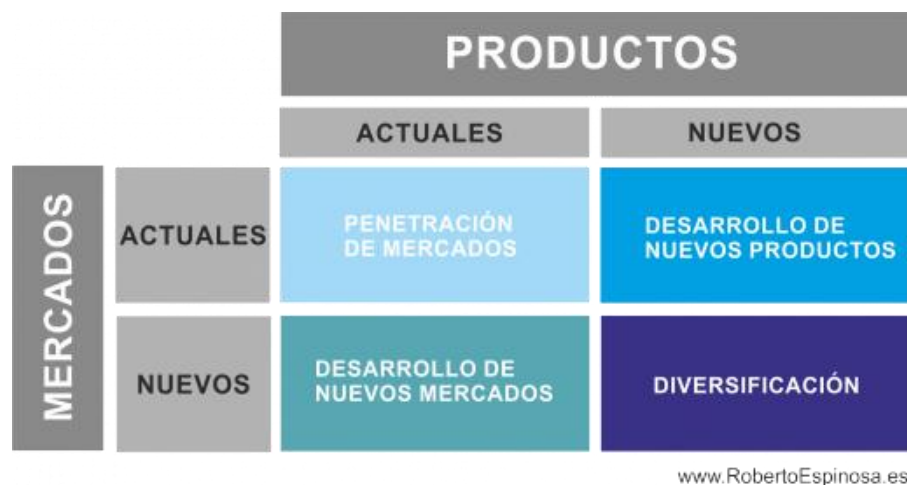 PRODUCTOS
ACTUALES
NUEVOS
MERCADOS
ACTUALES
PENETRACIÓN
DE MERCADOS
DESARROLLO DE
NUEVOS PRODUCTOS
NUEVOS
DESARROLLO DE
NUEVOS MERCADOS
DIVERSIFICACIÓN
www.RobertoEspinosa.es